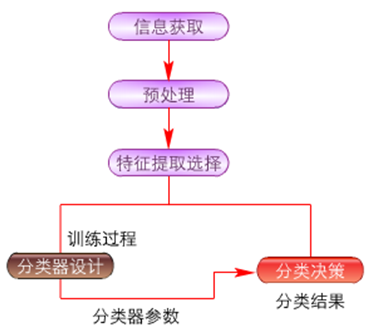 信息获取
预处理
特征提取选择
训练过程
分类器设计
分类决策
分类结果
分类器参数